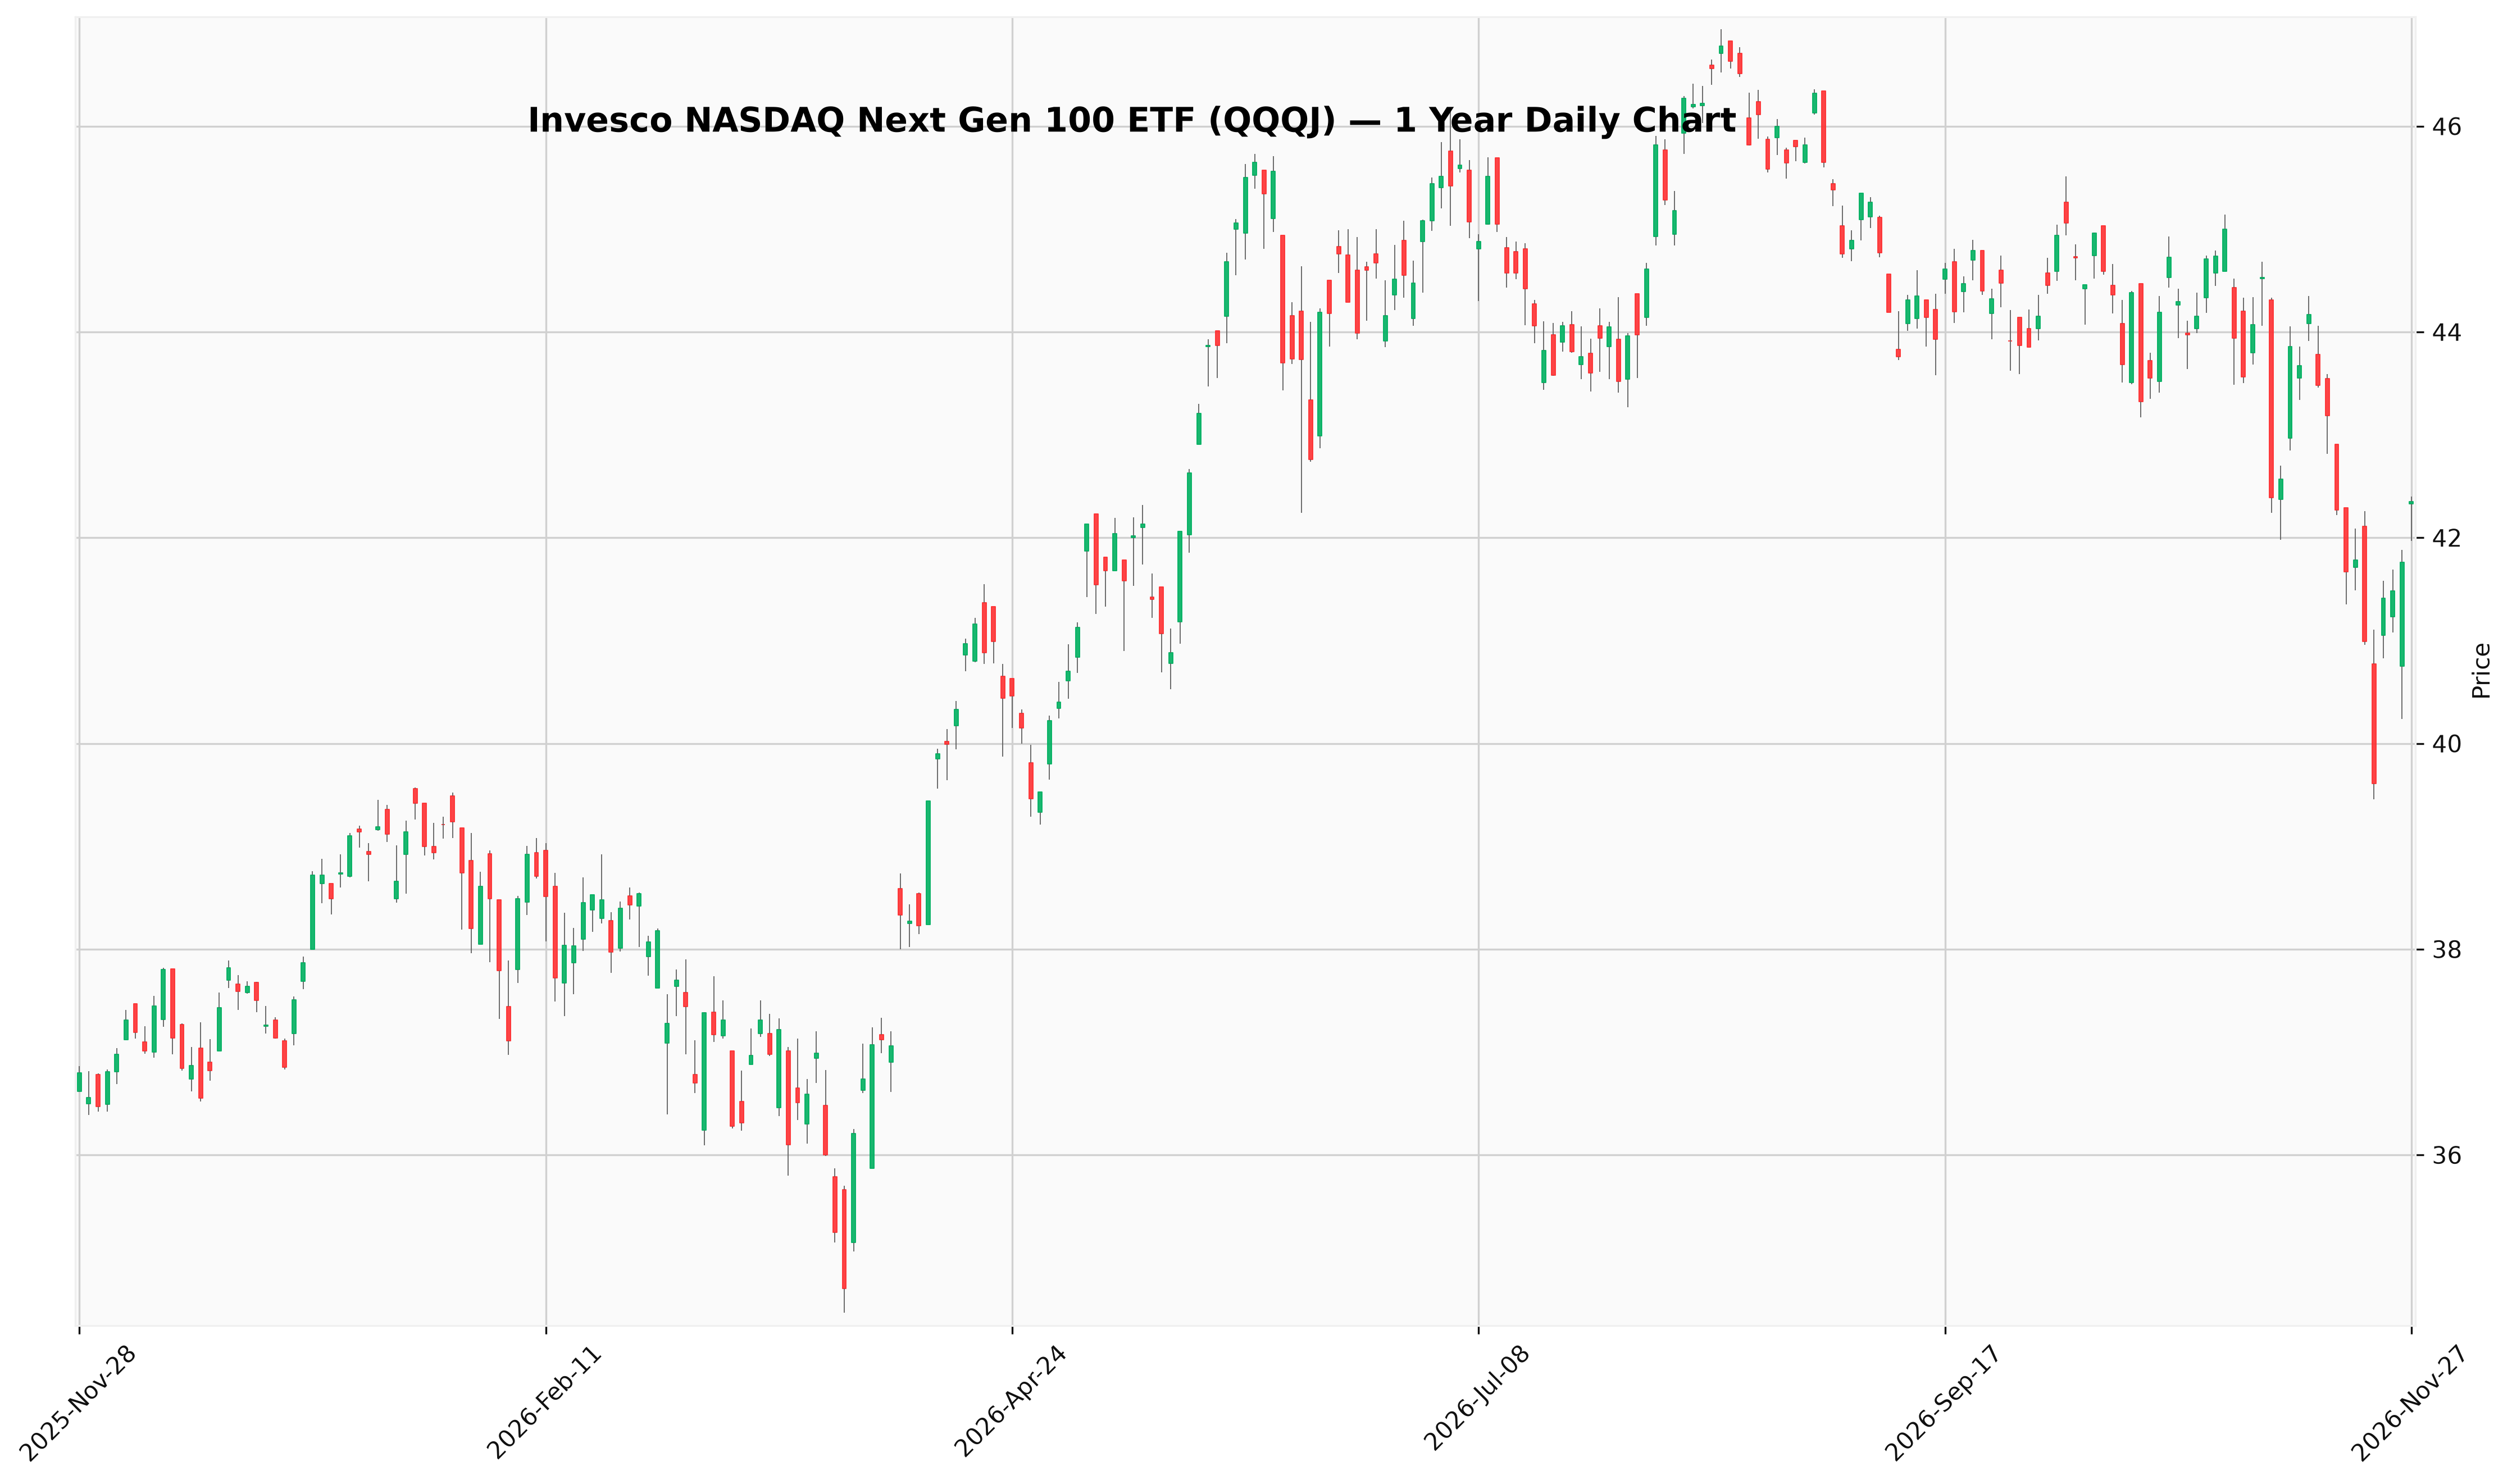 Invesco NASDAQ Next Gen 100 ETF (QQQJ) — 1 Year Daily Chart
46
44
42
40
38
36
Price
2025-Nov-28
2026-Feb-11
2026-Apr-24
2026-Jul-08
2026-Sep-17
2026-Nov-27